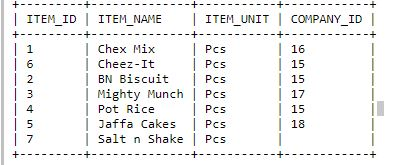 ITEM_ID | ITEM_NAME | ITEM_UNIT | COMPANY_ID |
| 1 | Chex Mix | Pcs | 16 |
| 6 | Cheez-It | Pcs | 15 |
| 2 | BN Biscuit | Pcs | 15 |
| 3 | Mighty Munch | Pcs | 17 |
| 4 | Pot Rice | Pcs | 15 |
| 5 | Jaffa Cakes | Pcs | 18 |
| 7 | Salt n Shake | Pcs | |